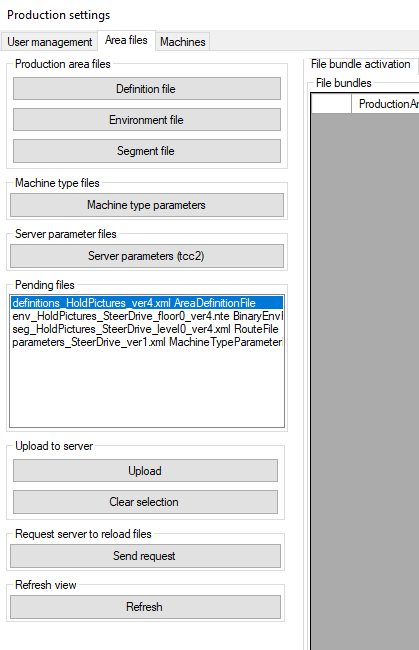 Production settings
User management Area files Machines
Production area files
Definition file
Environment file
Segment file
Machine type files
Machine type parameters
Server parameter files
Server parameters (tcc2)
Pending files
definitions_HoldPictures_ver4.xml AreaDefinitionFile
env_HoldPictures_SteerDrive_floor0_ver4.nte BinaryEnvI
seg_HoldPictures_SteerDrive_level0_ver4.xml RouteFile
parameters_SteerDrive_ver1.xml MachineTypeParameter
Upload to server
Upload
Clear selection
Request server to reload files
Send request
Refresh view
Refresh
File bundle activation
File bundles
ProductionAr